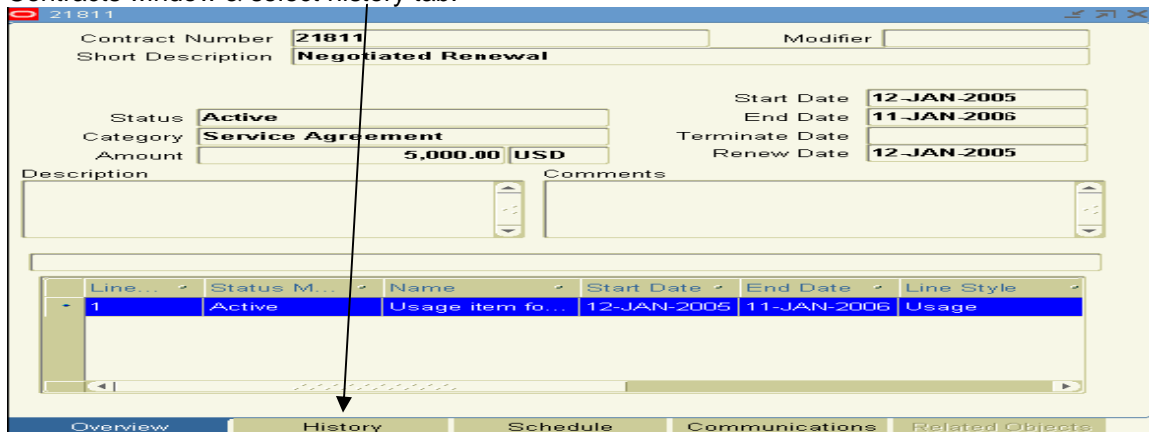 Contracts window & select history tab.
21811
Contract Number 21811 Modifier
Short Description Negotiated Renewal
Start Date 12-JAN-2005
Status Active End Date 11-JAN-2006
Category Service Agreement Terminate Date
Amount 5,000.00 USD Renew Date 12-JAN-2005
Description Comments
Line... Status M... Name Start Date End Date Line Style
1 Active Usage item fo... 12-JAN-2005 11-JAN-2006 Usage
Overview History Schedule Communications Related Objects